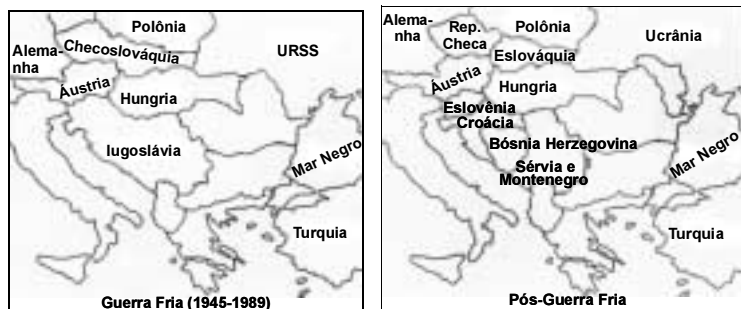 Polônia
Alema-
nha
Checoslováquia
URSS
Áustria
Hungria
Iugoslávia
Mar Negro
Turquia
Guerra Fria (1945-1989)
Alema-
nha
Rep.
Checa
Polônia
Ucrânia
Eslováquia
Áustria
Hungria
Eslovênia
Croácia
Bósnia Herzegovina
Sérvia e
Montenegro
Mar Negro
Turquia
Pós-Guerra Fria